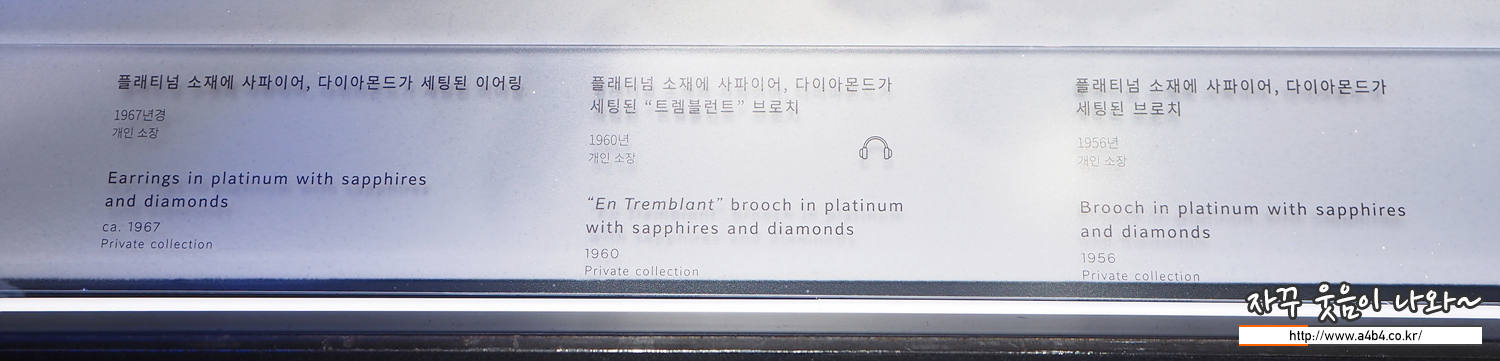 플래티넘 소재에 사파이어, 다이아몬드가 세팅된 이어링
1967년경
개인 소장
Earrings in platinum with sapphires
and diamonds
ca. 1967
Private collection
플래티넘 소재에 사파이어, 다이아몬드가
세팅된 “트렘블런트” 브로치
1960년
개인 소장
“En Tremblant” brooch in platinum
with sapphires and diamonds
1960
Private collection
플래티넘 소재에 사파이어, 다이아몬드가
세팅된 브로치
1956년
개인 소장
Brooch in platinum with sapphires
and diamonds
1956
Private collection
자꾸 웃음이 나와~
http://www.a4b4.co.kr/